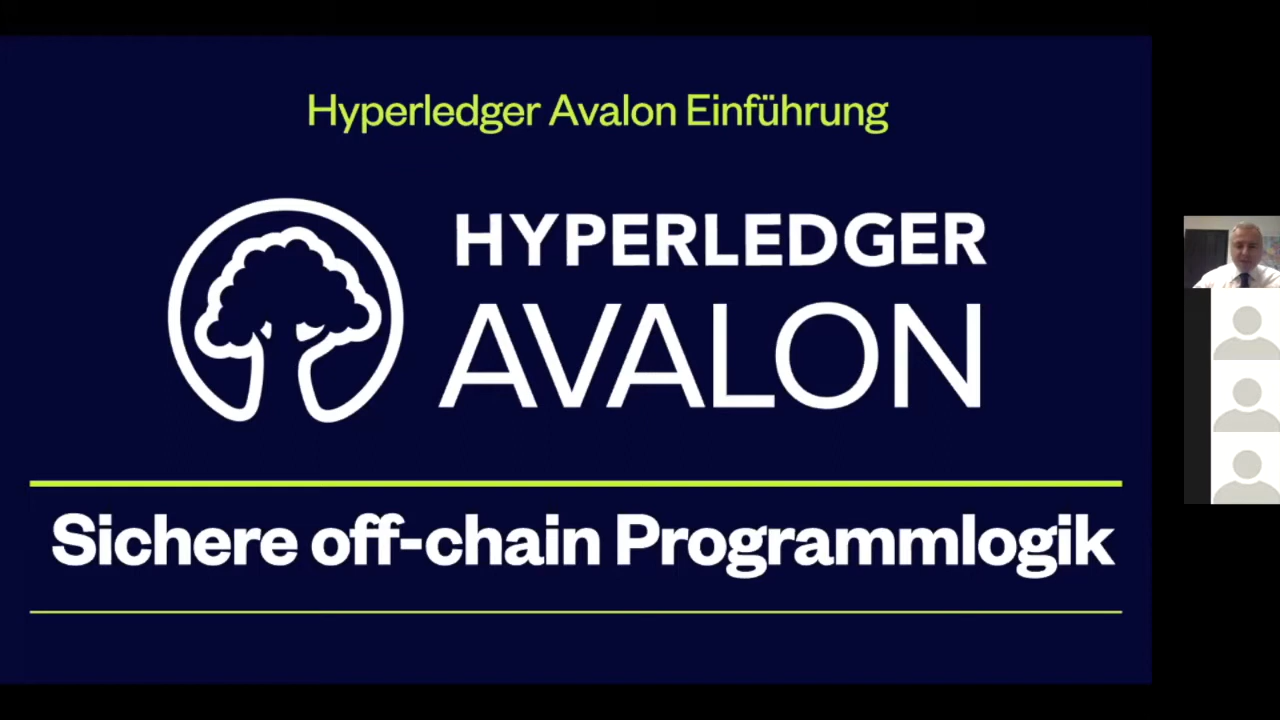 Hyperledger Avalon Einführung
HYPERLEDGER
AVALON
Sichere off-chain Programmlogik